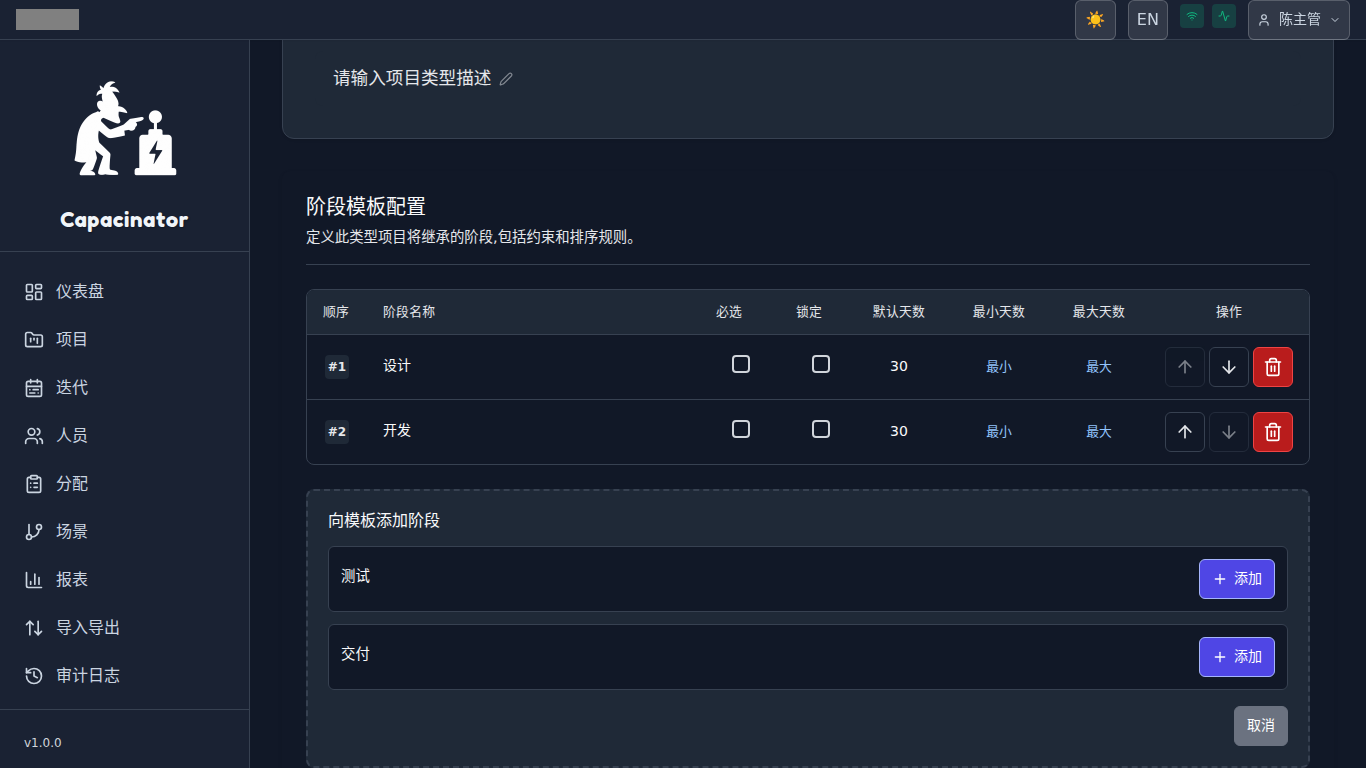 EN
陈主管
Capacinator
仪表盘
项目
迭代
人员
分配
场景
报表
导入导出
审计日志
v1.0.0
请输入项目类型描述
阶段模板配置
定义此类型项目将继承的阶段,包括约束和排序规则。
顺序 阶段名称 必选 锁定 默认天数 最小天数 最大天数 操作
#1 设计 30 最小 最大
#2 开发 30 最小 最大
向模板添加阶段
测试 添加
交付 添加
取消